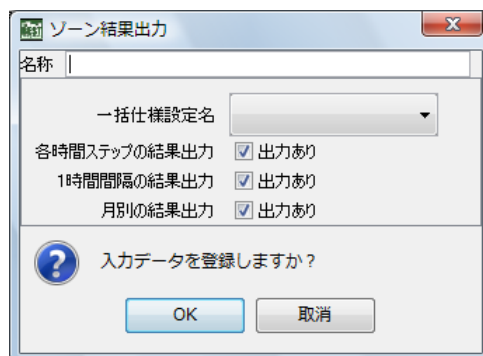 ゾーン結果出力
名称
一括仕様設定名
各時間ステップの結果出力 出力あり
1時間間隔の結果出力 出力あり
月別の結果出力 出力あり
入力データを登録しますか？
OK 取消